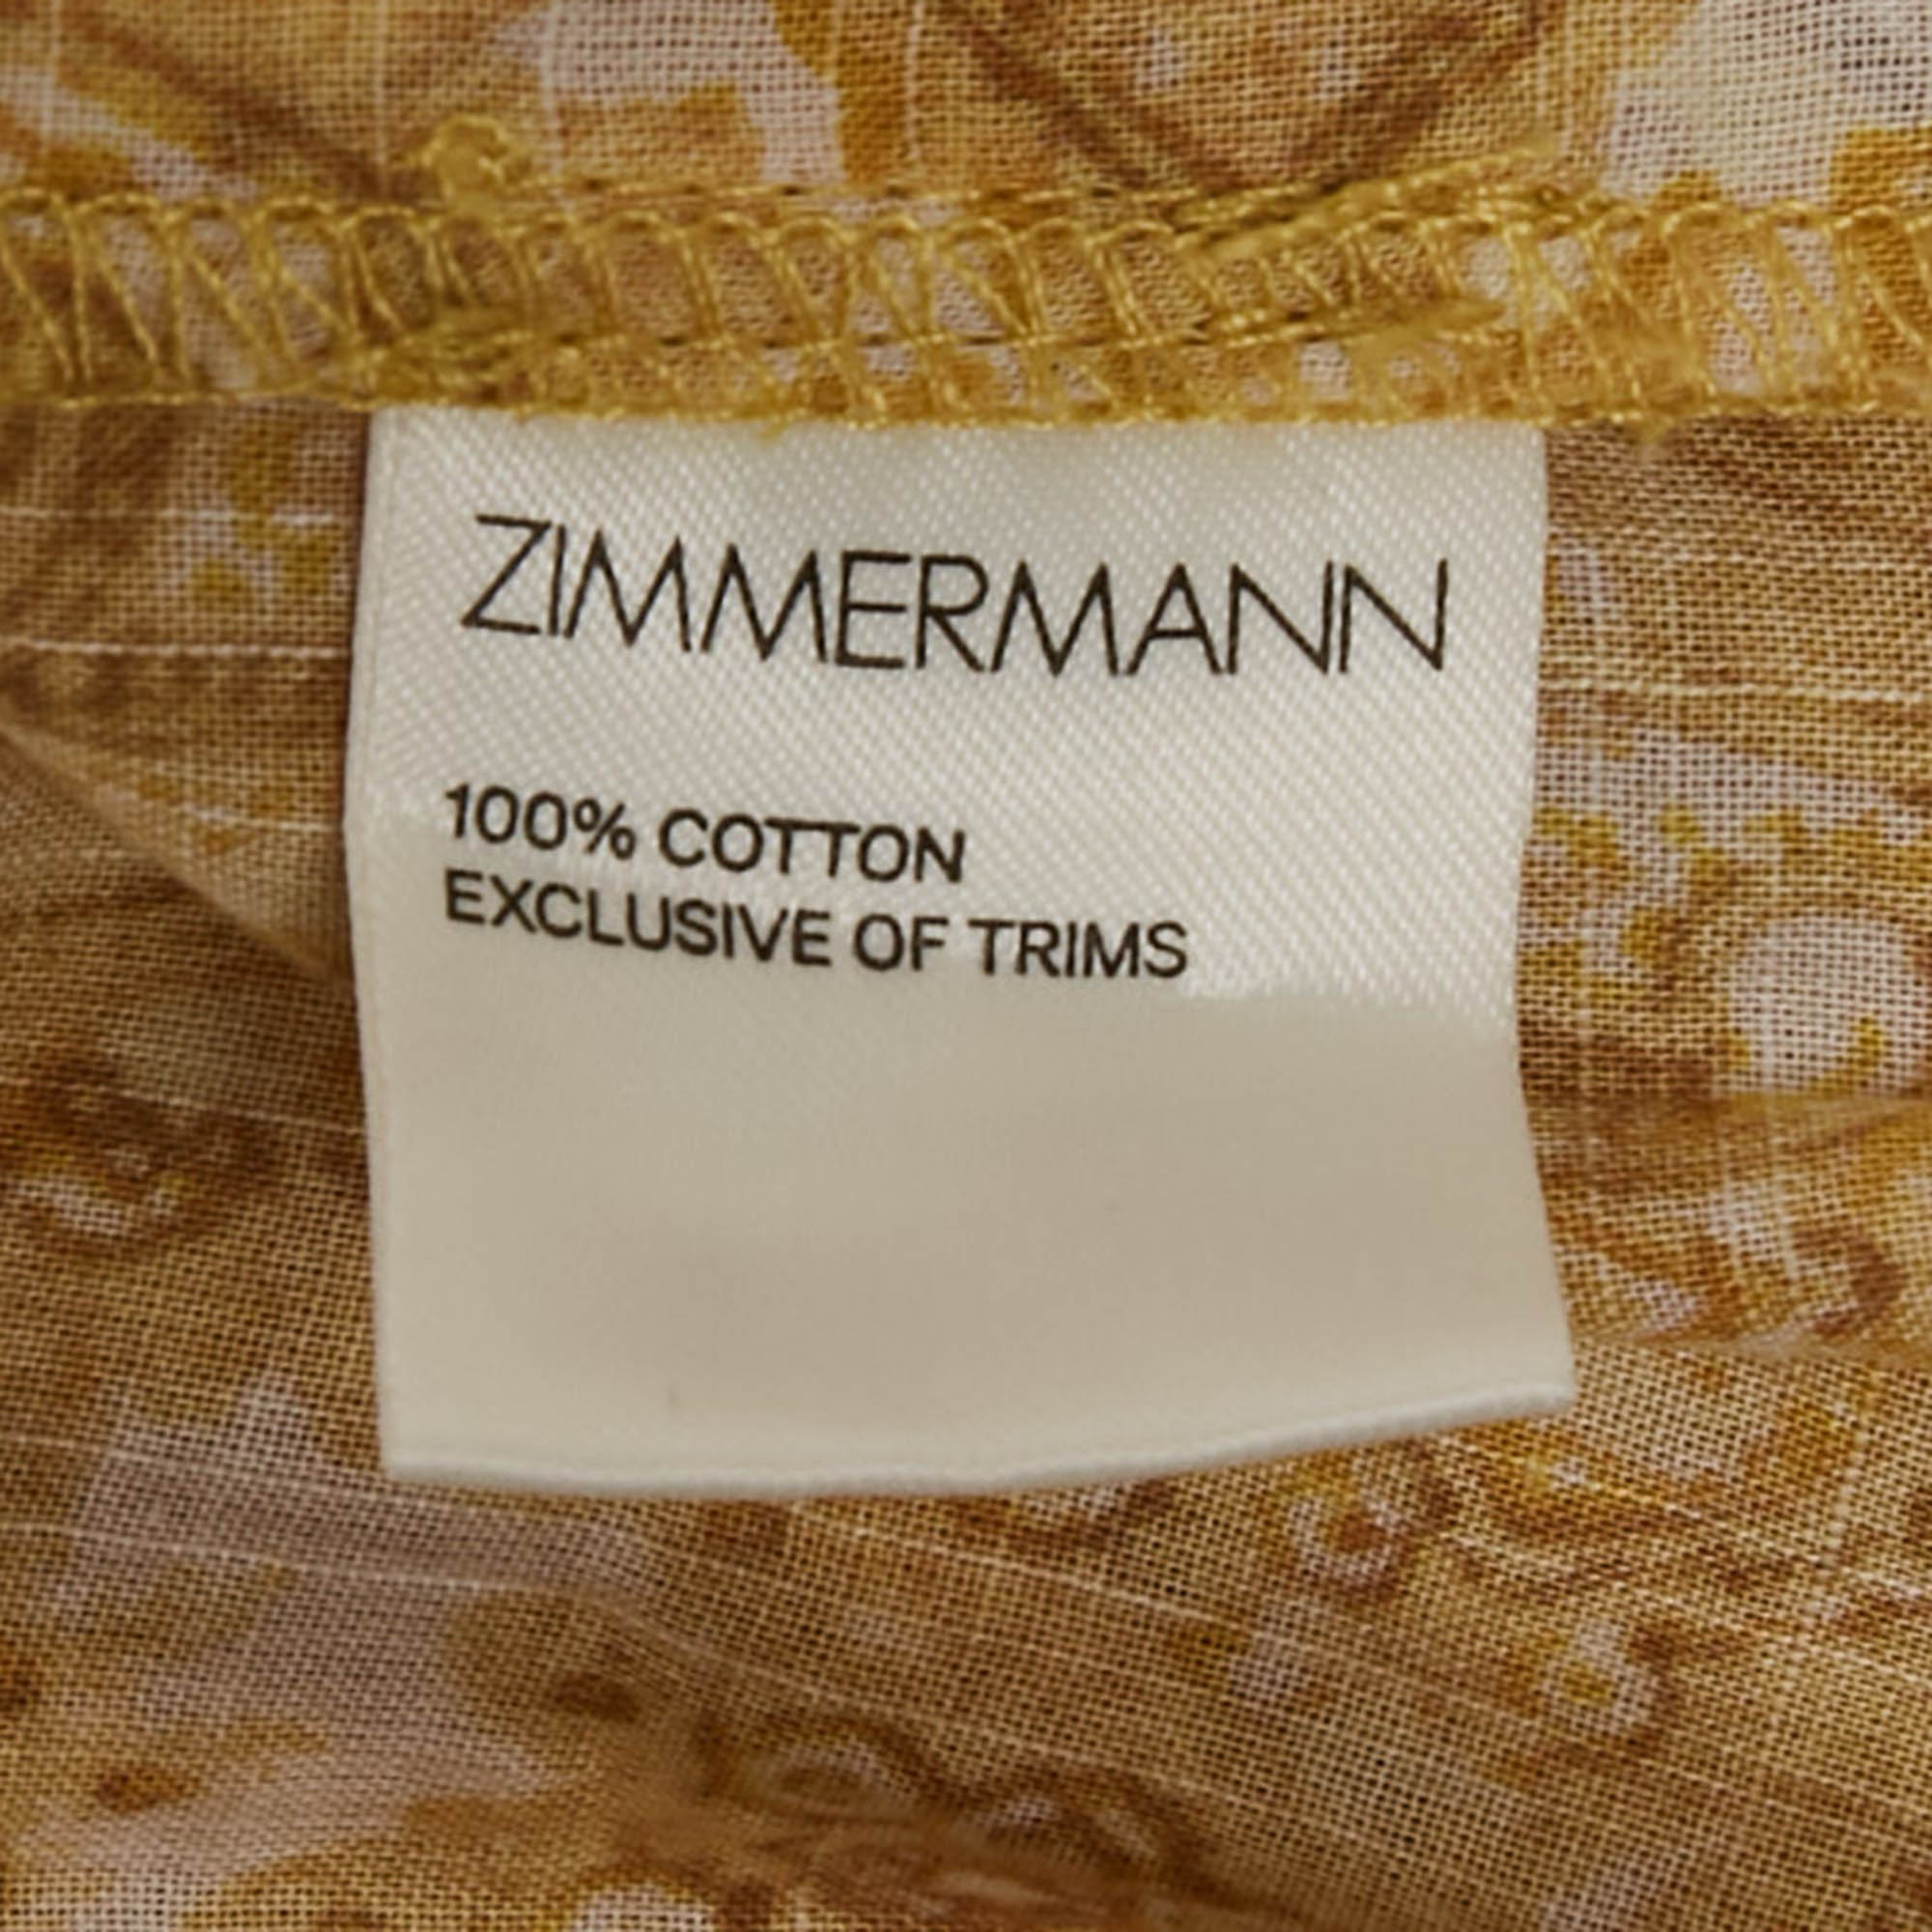 ZIMMERMANN
100% COTTON
EXCLUSIVE OF TRIMS